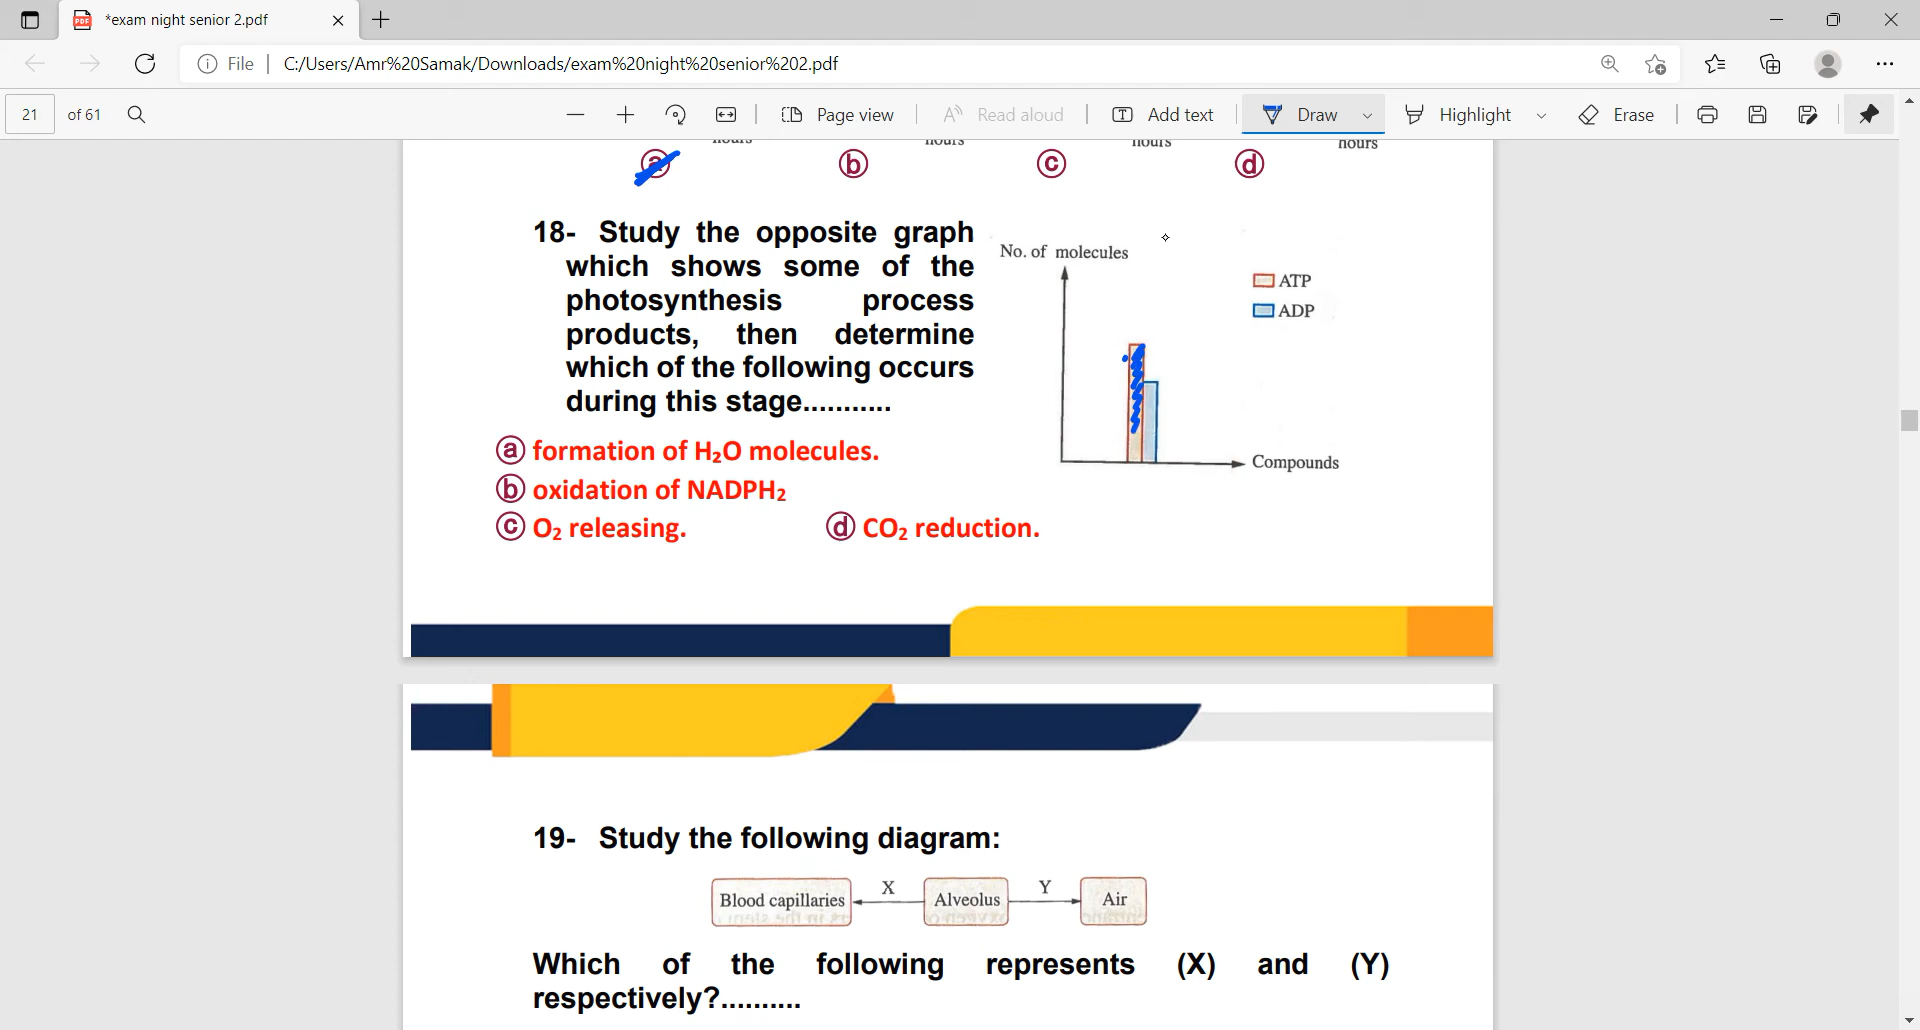 *exam night senior 2.pdf
File | C:/Users/Amr%20Samak/Downloads/exam%20night%20senior%202.pdf
21 of 61
Page view
Read aloud
Add text
Draw
Highlight
Erase
hours hours hours hours
a b c d
18- Study the opposite graph
which shows some of the
photosynthesis process
products, then determine
which of the following occurs
during this stage...........
No. of molecules
ATP
ADP
Compounds
a formation of H₂O molecules.
b oxidation of NADPH₂
c O₂ releasing. d CO₂ reduction.
19- Study the following diagram:
Blood capillaries X Alveolus Y Air
Which of the following represents (X) and (Y)
respectively?..........